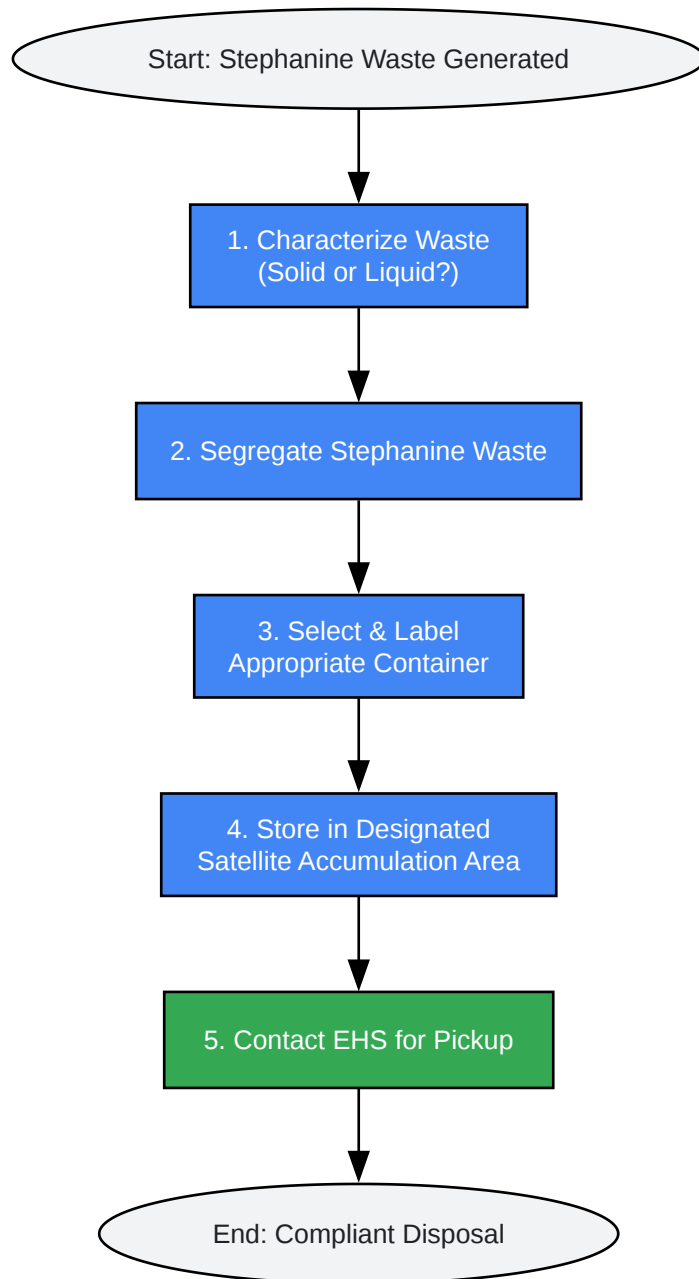 Start: Stephanine Waste Generated
1. Characterize Waste
(Solid or Liquid?)
2. Segregate Stephanine Waste
3. Select & Label
Appropriate Container
4. Store in Designated
Satellite Accumulation Area
5. Contact EHS for Pickup
End: Compliant Disposal